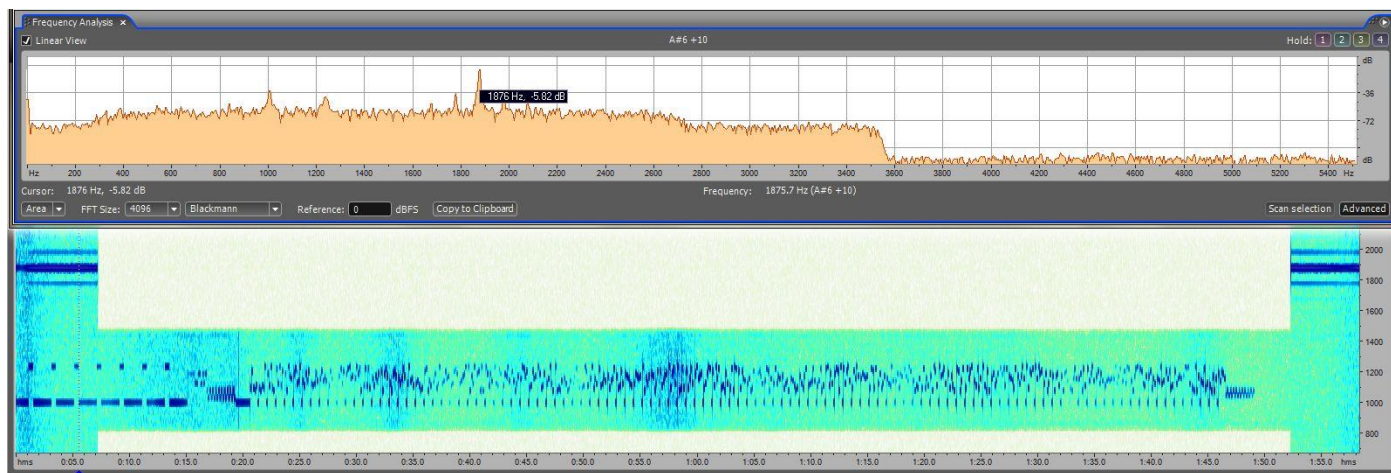 Frequency Analysis ×
Linear View A#6 +10 Hold: 1 2 3 4
dB
-36
1876 Hz, -5.82 dB
-72
dB
Hz 200 400 600 800 1000 1200 1400 1600 1800 2000 2200 2400 2600 2800 3000 3200 3400 3600 3800 4000 4200 4400 4600 4800 5000 5200 5400 Hz
Cursor: 1876 Hz, -5.82 dB Frequency: 1875.7 Hz (A#6 +10)
Area FFT Size: 4096 Blackmann Reference: 0 dBFS Copy to Clipboard Scan selection Advanced
2000
1800
1600
1400
1200
1000
800
hms 0:05.0 0:10.0 0:15.0 0:20.0 0:25.0 0:30.0 0:35.0 0:40.0 0:45.0 0:50.0 0:55.0 1:00.0 1:05.0 1:10.0 1:15.0 1:20.0 1:25.0 1:30.0 1:35.0 1:40.0 1:45.0 1:50.0 1:55.0 hms